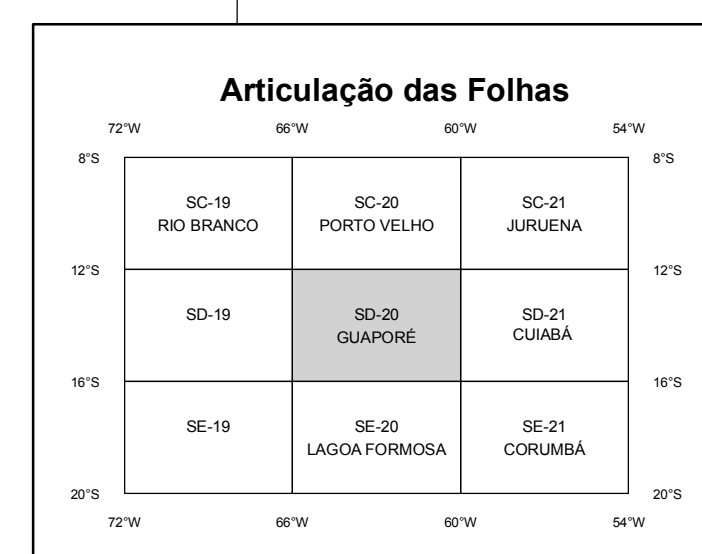 Articulação das Folhas
72°W 66°W 60°W 54°W
8°S 8°S
SC-19 SC-20 SC-21
RIO BRANCO PORTO VELHO JURUENA
12°S 12°S
SD-19 SD-20 SD-21
GUAPORÉ CUIABÁ
16°S 16°S
SE-19 SE-20 SE-21
LAGOA FORMOSA CORUMBÁ
20°S 20°S
72°W 66°W 60°W 54°W